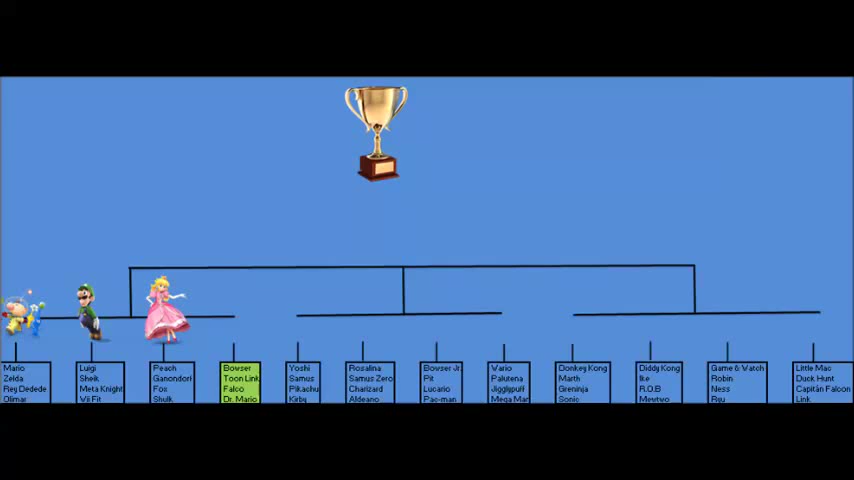 Mario
Zelda
Rey Dedede
Olimar
Luigi
Sheik
Meta Knight
Wii Fit
Peach
Ganondorf
Fox
Shulk
Bowser
Toon Link
Falco
Dr. Mario
Yoshi
Samus
Pikachu
Kirby
Rosalina
Samus Zero
Charizard
Aldeano
Bowser Jr.
Pit
Lucario
Pac-man
Wario
Palutena
Jigglypuff
Mega Man
Donkey Kong
Marth
Greninja
Sonic
Diddy Kong
Ike
R.O.B
Mewtwo
Game & Watch
Robin
Ness
Ryu
Little Mac
Duck Hunt
Capitán Falcon
Link